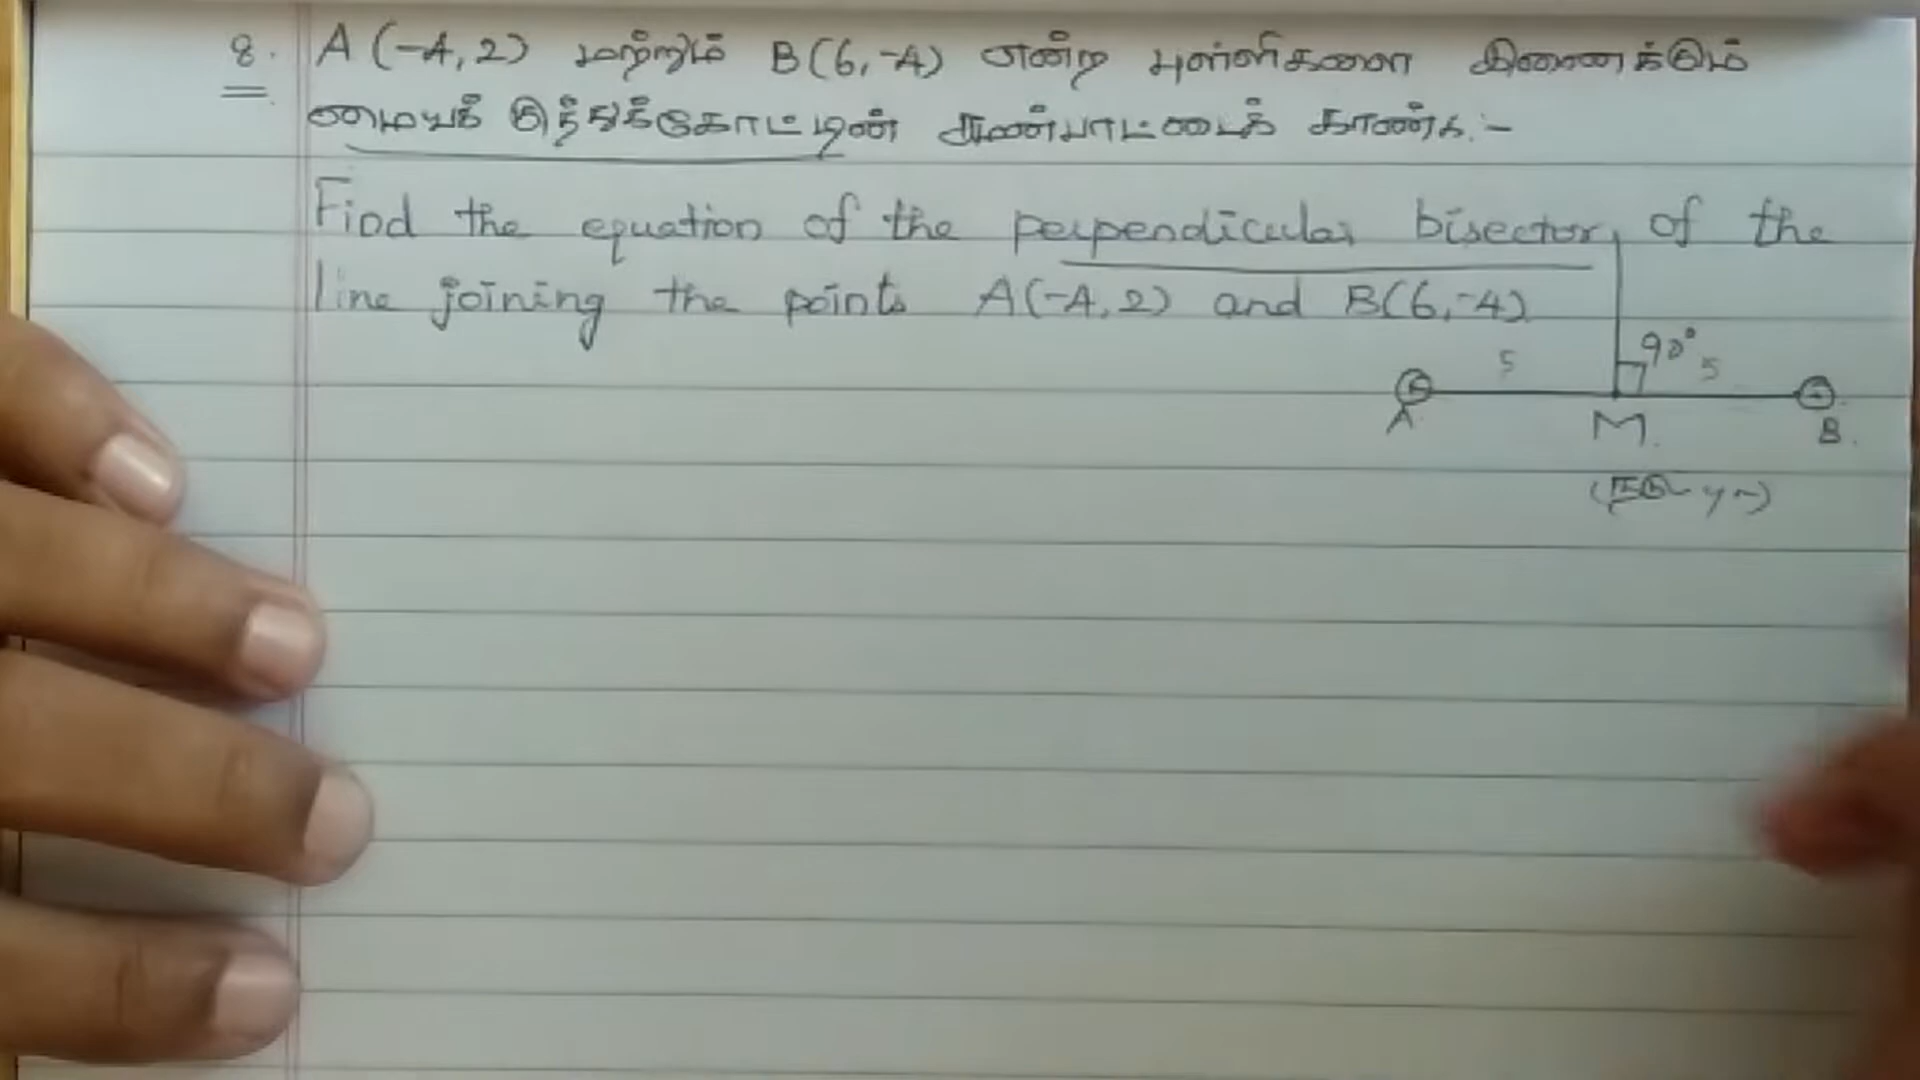 8. A(-4,2) மற்றும் B(6,-4) என்ற புள்ளிகளை இணைக்கும்
மையக் குத்துக்கோட்டின் சமன்பாட்டைக் காண்க:-
Find the equation of the perpendicular bisector of the
line joining the points A(-4,2) and B(6,-4)
90°
5 5
A M. B.